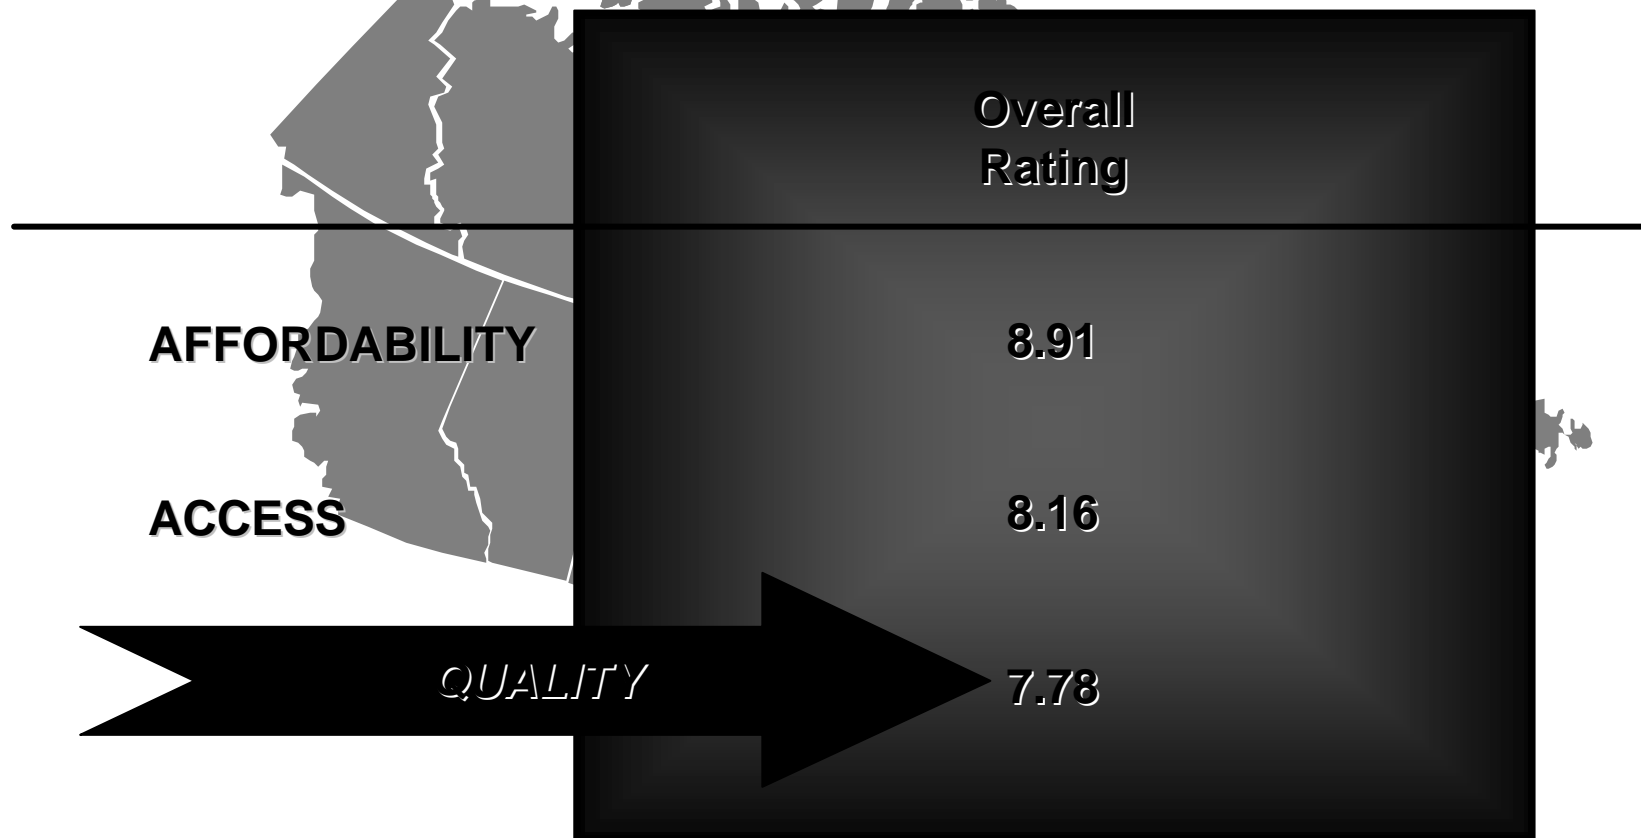 Overall
Rating
AFFORDABILITY 8.91
ACCESS 8.16
QUALITY 7.78